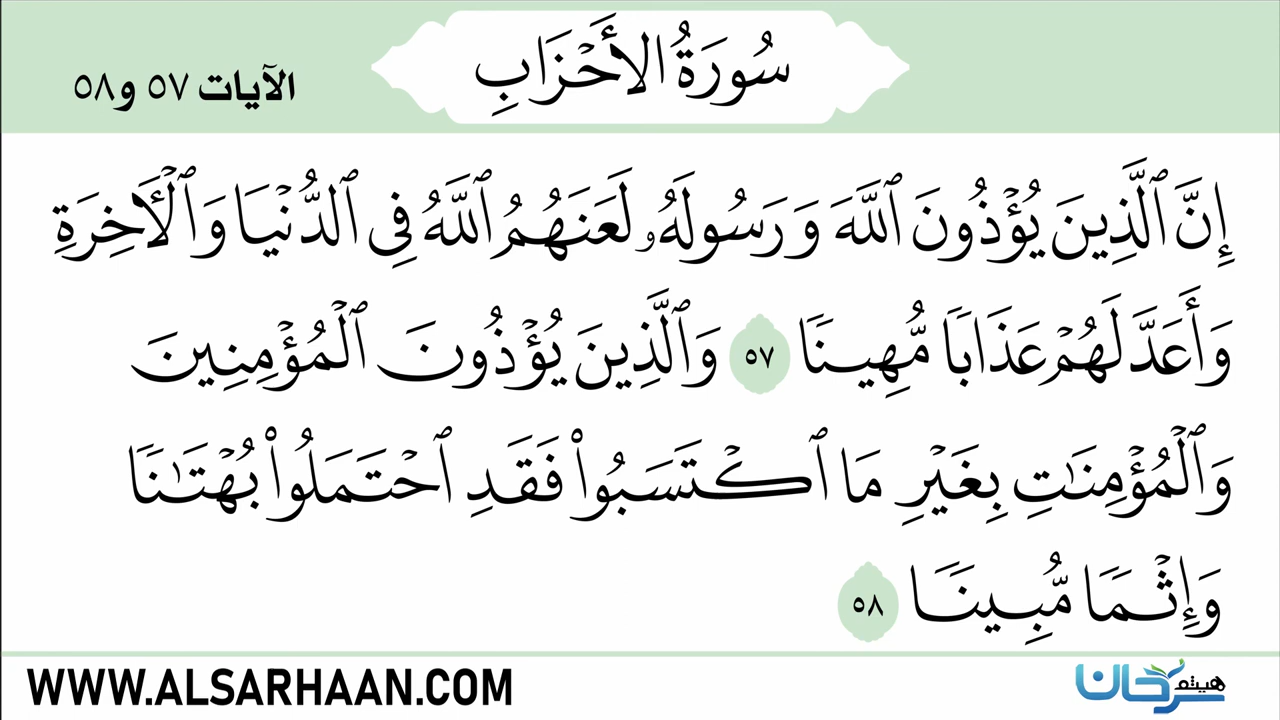 سُورَةُ الأَحْزَابِ
الآيات ٥٧ و٥٨
إِنَّ ٱلَّذِينَ يُؤْذُونَ ٱللَّهَ وَرَسُولَهُۥ لَعَنَهُمُ ٱللَّهُ فِى ٱلدُّنْيَا وَٱلْأَخِرَةِ
وَأَعَدَّ لَهُمْ عَذَابًا مُّهِينًا ٥٧ وَٱلَّذِينَ يُؤْذُونَ ٱلْمُؤْمِنِينَ
وَٱلْمُؤْمِنَٰتِ بِغَيْرِ مَا ٱكْتَسَبُوا۟ فَقَدِ ٱحْتَمَلُوا۟ بُهْتَٰنًا
وَإِثْمًا مُّبِينًا ٥٨
WWW.ALSARHAAN.COM
هيثم سرحان